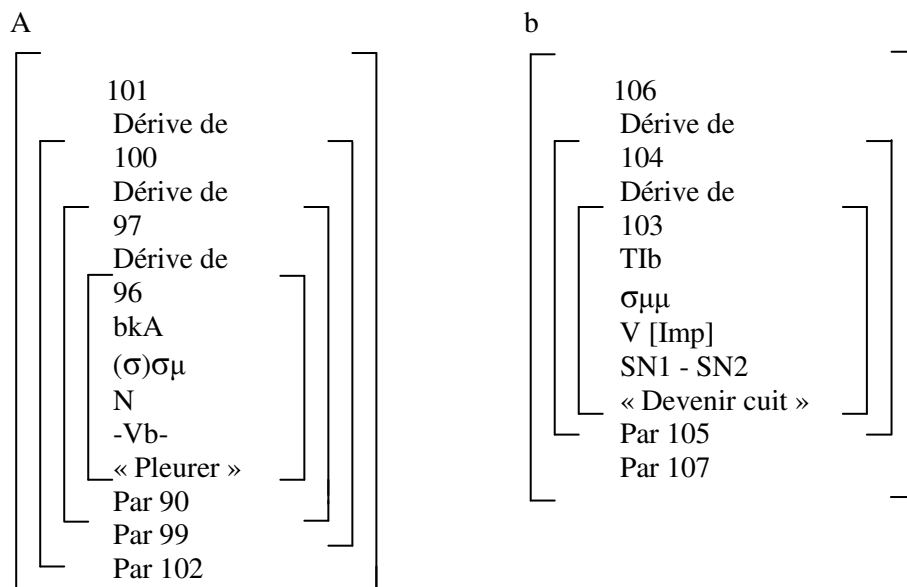 A
101
Dérive de
100
Dérive de
97
Dérive de
96
bkA
(σ)σμ
N
-Vb-
« Pleurer »
Par 90
Par 99
Par 102
b
106
Dérive de
104
Dérive de
103
TIb
σμμ
V [Imp]
SN1 - SN2
« Devenir cuit »
Par 105
Par 107